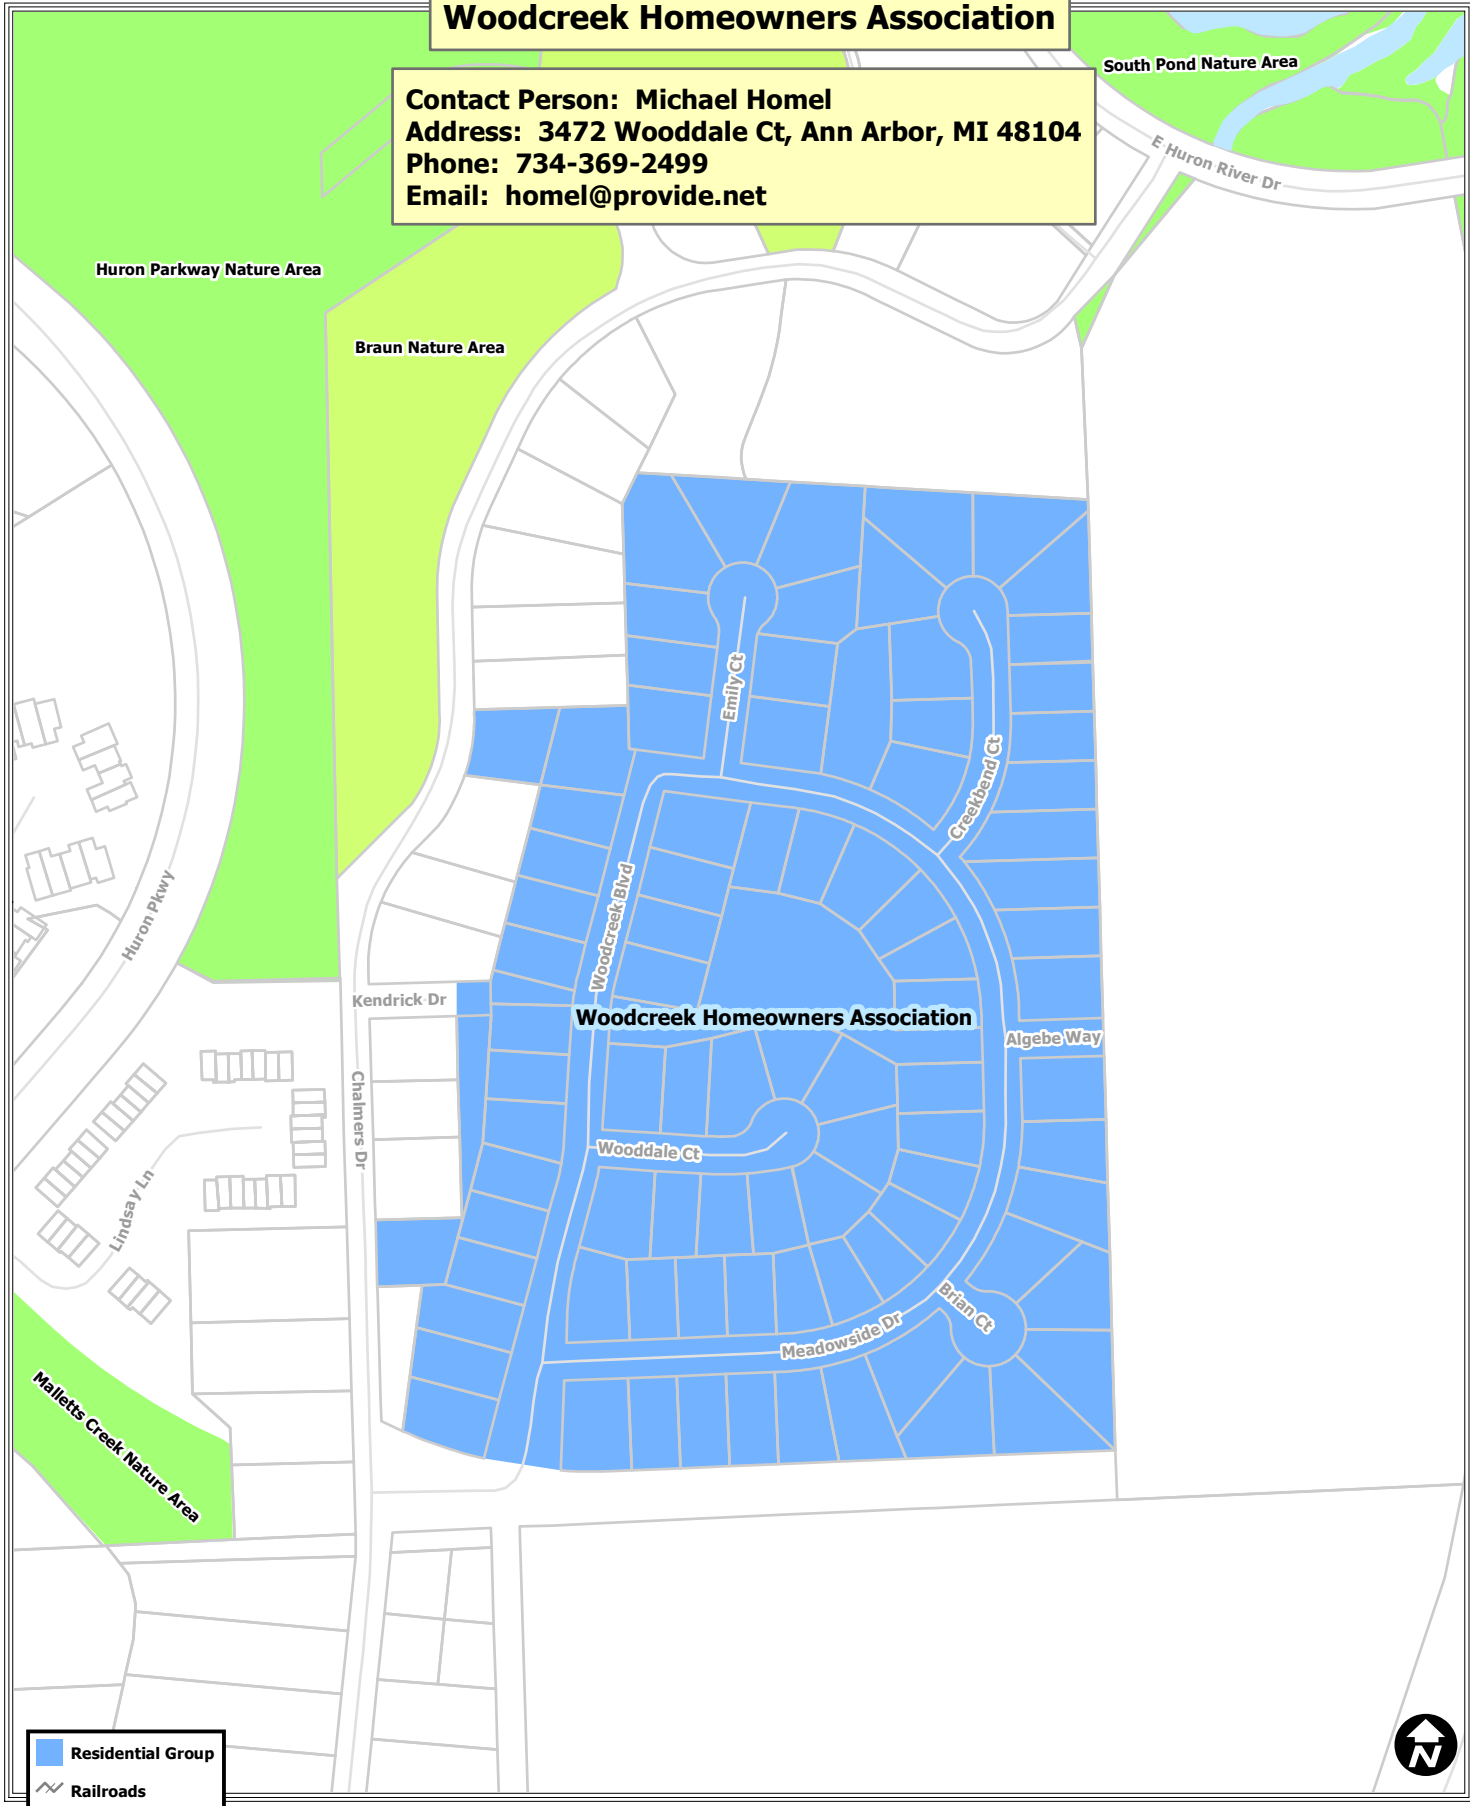 Woodcreek Homeowners Association
Contact Person: Michael Homel
Address: 3472 Wooddale Ct, Ann Arbor, MI 48104
Phone: 734-369-2499
Email: homel@provide.net
South Pond Nature Area
E Huron River Dr
Huron Parkway Nature Area
Braun Nature Area
Emily Ct
Creekbend Ct
Huron Pkwy
Woodcreek Blvd
Kendrick Dr
Woodcreek Homeowners Association
Algebe Way
Chalmers Dr
Wooddale Ct
Lindsay Ln
Brian Ct
Meadowside Dr
Malletts Creek Nature Area
Residential Group
Railroads
N